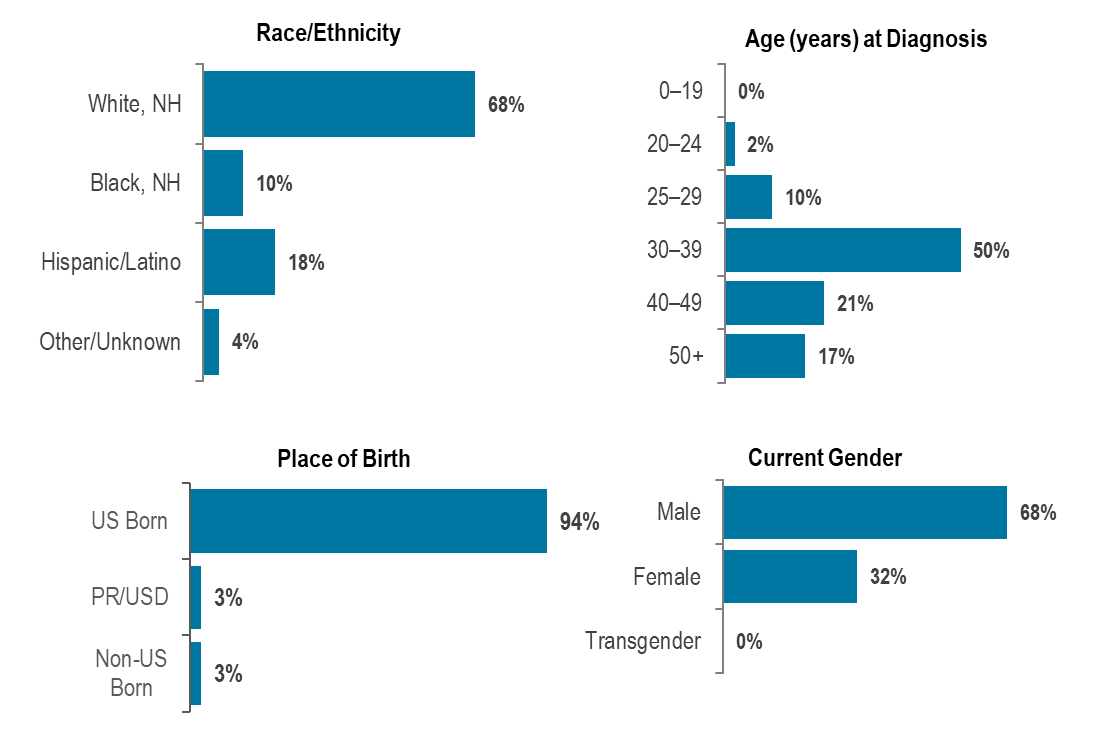 Race/Ethnicity
White, NH 68%
Black, NH 10%
Hispanic/Latino 18%
Other/Unknown 4%
Age (years) at Diagnosis
0–19 0%
20–24 2%
25–29 10%
30–39 50%
40–49 21%
50+ 17%
Place of Birth
US Born 94%
PR/USD 3%
Non-US
Born 3%
Current Gender
Male 68%
Female 32%
Transgender 0%